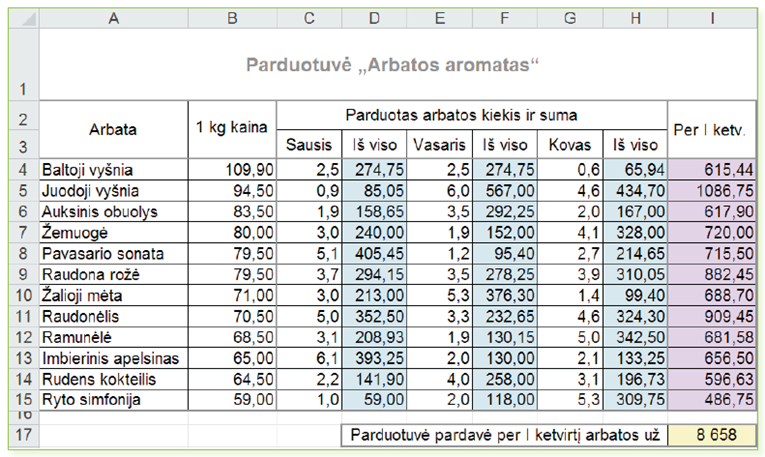 A B C D E F G H I
1 Parduotuvė „Arbatos aromatas“
2 Arbata 1 kg kaina Parduotas arbatos kiekis ir suma Per I ketv.
3 Sausis Iš viso Vasaris Iš viso Kovas Iš viso
4 Baltoji vyšnia 109,90 2,5 274,75 2,5 274,75 0,6 65,94 615,44
5 Juodoji vyšnia 94,50 0,9 85,05 6,0 567,00 4,6 434,70 1086,75
6 Auksinis obuolys 83,50 1,9 158,65 3,5 292,25 2,0 167,00 617,90
7 Žemuogė 80,00 3,0 240,00 1,9 152,00 4,1 328,00 720,00
8 Pavasario sonata 79,50 5,1 405,45 1,2 95,40 2,7 214,65 715,50
9 Raudona rožė 79,50 3,7 294,15 3,5 278,25 3,9 310,05 882,45
10 Žalioji mėta 71,00 3,0 213,00 5,3 376,30 1,4 99,40 688,70
11 Raudonėlis 70,50 5,0 352,50 3,3 232,65 4,6 324,30 909,45
12 Ramunėlė 68,50 3,1 208,93 1,9 130,15 5,0 342,50 681,58
13 Imbierinis apelsinas 65,00 6,1 393,25 2,0 130,00 2,1 133,25 656,50
14 Rudens kokteilis 64,50 2,2 141,90 4,0 258,00 3,1 196,73 596,63
15 Ryto simfonija 59,00 1,0 59,00 2,0 118,00 5,3 309,75 486,75
16
17 Parduotuvė pardavė per I ketvirtį arbatos už 8 658